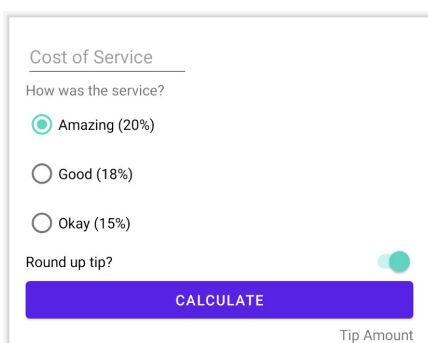 Cost of Service
How was the service?
Amazing (20%)
Good (18%)
Okay (15%)
Round up tip?
CALCULATE
Tip Amount